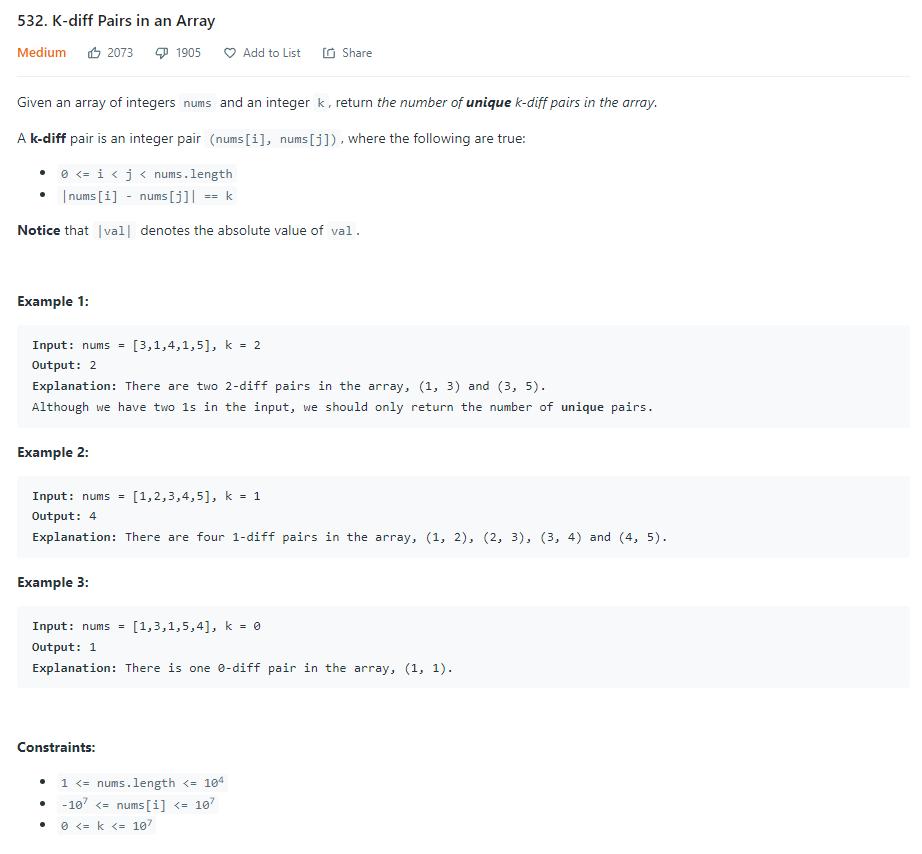 532. K-diff Pairs in an Array
Medium 2073 1905 Add to List Share
Given an array of integers nums and an integer k, return the number of unique k-diff pairs in the array.
A k-diff pair is an integer pair (nums[i], nums[j]), where the following are true:
• 0 <= i < j < nums.length
• |nums[i] - nums[j]| == k
Notice that |val| denotes the absolute value of val.
Example 1:
Input: nums = [3,1,4,1,5], k = 2
Output: 2
Explanation: There are two 2-diff pairs in the array, (1, 3) and (3, 5).
Although we have two 1s in the input, we should only return the number of unique pairs.
Example 2:
Input: nums = [1,2,3,4,5], k = 1
Output: 4
Explanation: There are four 1-diff pairs in the array, (1, 2), (2, 3), (3, 4) and (4, 5).
Example 3:
Input: nums = [1,3,1,5,4], k = 0
Output: 1
Explanation: There is one 0-diff pair in the array, (1, 1).
Constraints:
• 1 <= nums.length <= 10⁴
• -10⁷ <= nums[i] <= 10⁷
• 0 <= k <= 10⁷